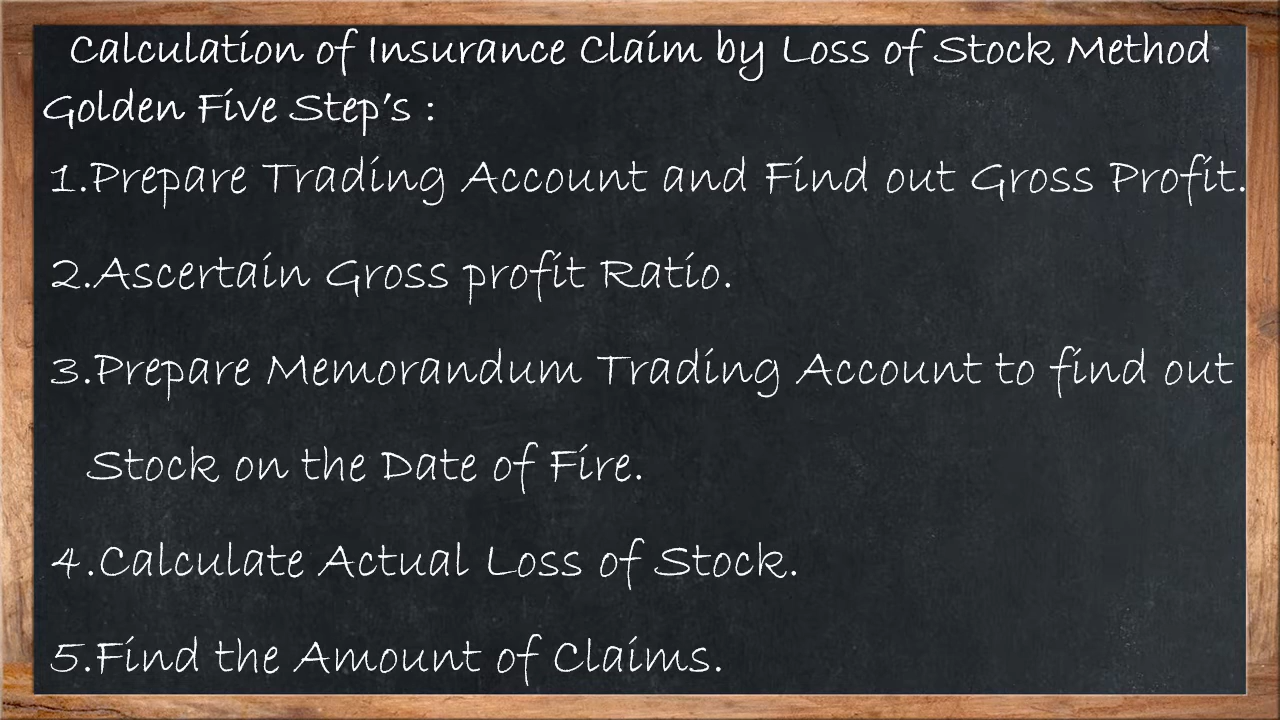 Calculation of Insurance Claim by Loss of Stock Method
Golden Five Step's :
1.Prepare Trading Account and Find out Gross Profit.
2.Ascertain Gross profit Ratio.
3.Prepare Memorandum Trading Account to find out
Stock on the Date of Fire.
4.Calculate Actual Loss of Stock.
5.Find the Amount of Claims.